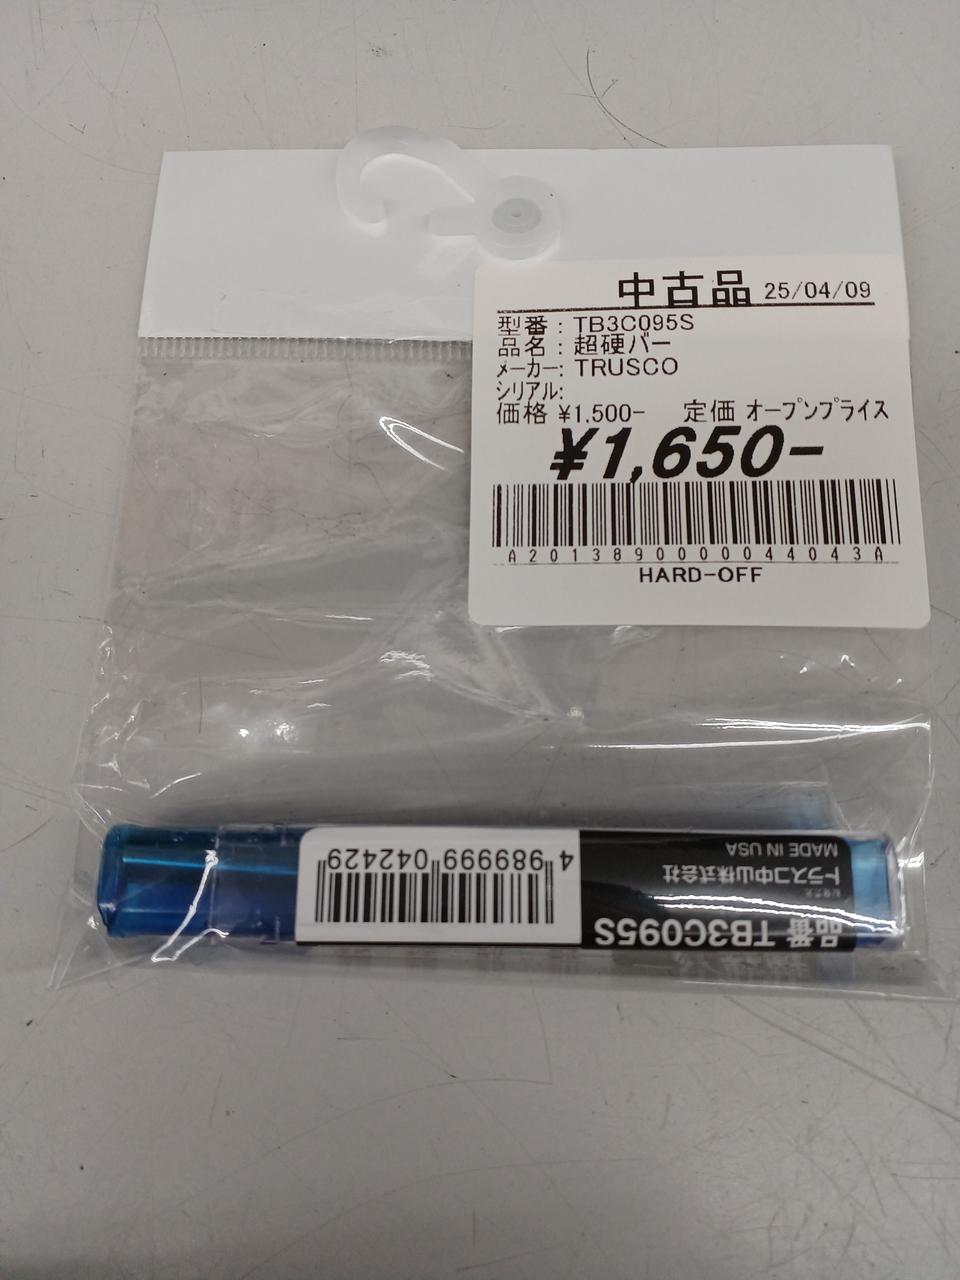 中古品 25/04/09
型番 : TB3C095S
品名 : 超硬バー
メーカー: TRUSCO
シリアル:
価格 ¥1,500- 定価 オープンプライス
¥1,650-
A201389000004404 3A
HARD-OFF
品番 TB3C095S
トラスコ中山株式会社
MADE IN USA
4 989999 042429